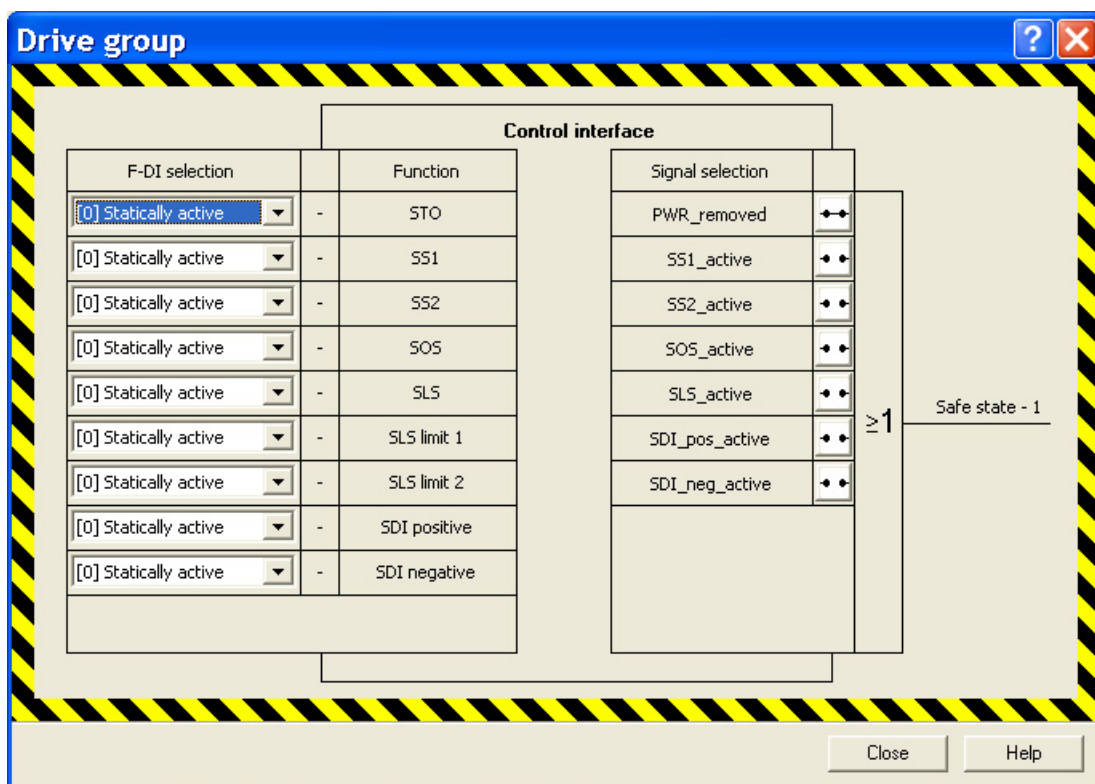 Drive group
Control interface
F-DI selection Function Signal selection
[0] Statically active - STO PWR_removed
[0] Statically active - SS1 SS1_active
[0] Statically active - SS2 SS2_active
[0] Statically active - SOS SOS_active
[0] Statically active - SLS SLS_active
[0] Statically active - SLS limit 1 SDI_pos_active
[0] Statically active - SLS limit 2 SDI_neg_active
[0] Statically active - SDI positive
[0] Statically active - SDI negative
≥1
Safe state - 1
Close Help